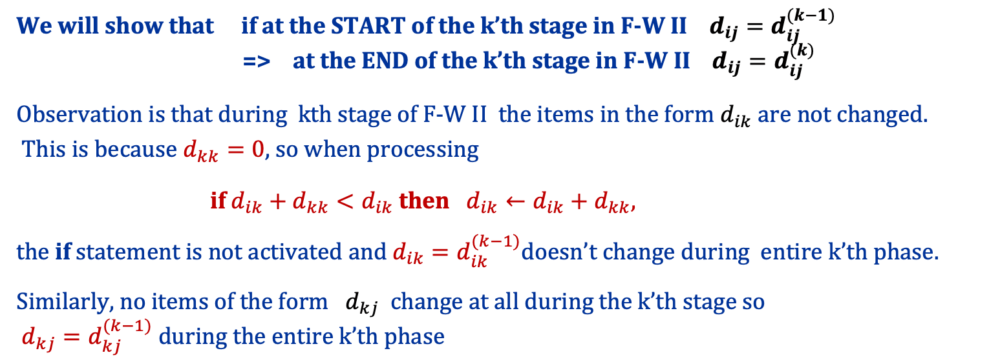 We will show that if at the START of the k’th stage in F-W II $d_{ij} = d_{ij}^{(k-1)}$
=> at the END of the k’th stage in F-W II $d_{ij} = d_{ij}^{(k)}$
Observation is that during kth stage of F-W II the items in the form $d_{ik}$ are not changed.
This is because $d_{kk} = 0$, so when processing
if $d_{ik} + d_{kk} < d_{ik}$ then $d_{ik} \leftarrow d_{ik} + d_{kk}$,
the if statement is not activated and $d_{ik} = d_{ik}^{(k-1)}$ doesn’t change during entire k’th phase.
Similarly, no items of the form $d_{kj}$ change at all during the k’th stage so
$d_{kj} = d_{kj}^{(k-1)}$ during the entire k’th phase